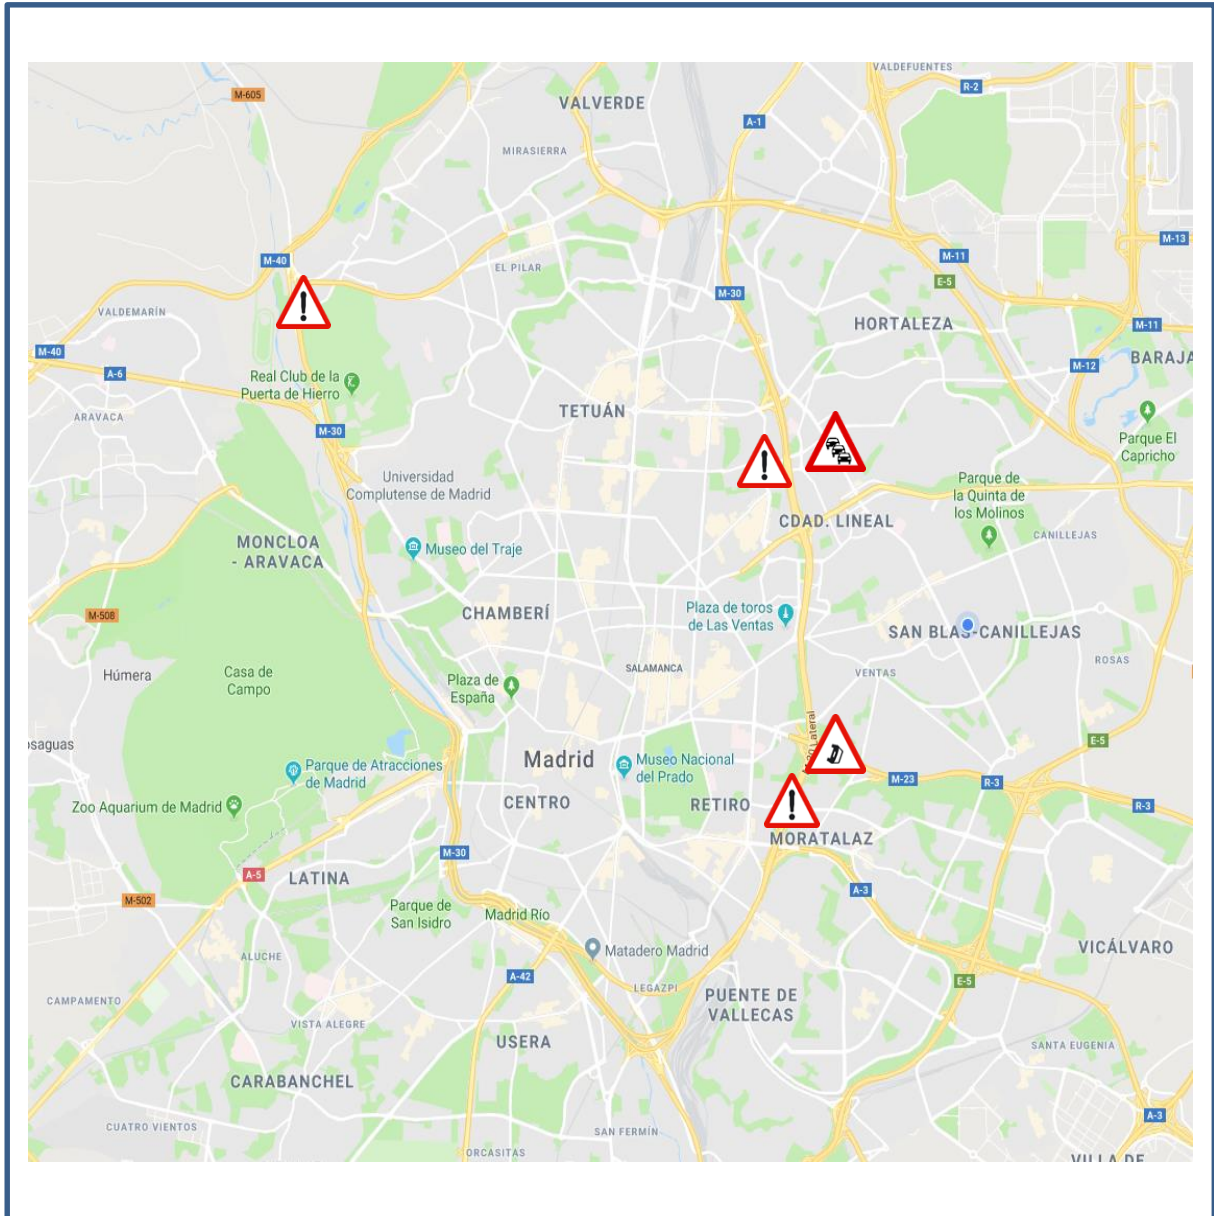 VALDEFUENTES
M-605
R-2
VALVERDE
A-1
MIRASIERRA
M-13
M-40
M-11
EL PILAR
E-5
M-30
VALDEMARÍN
HORTALEZA
M-11
M-40
BARAJA
A-6
M-12
Real Club de la
Puerta de Hierro
TETUÁN
ARAVACA
M-30
Parque El
Capricho
Universidad
Complutense de Madrid
Parque de
la Quinta de
los Molinos
CDAD. LINEAL
CANILLEJAS
MONCLOA
- ARAVACA
Museo del Traje
M-508
CHAMBERÍ
Plaza de toros
de Las Ventas
SAN BLAS-CANILLEJAS
ROSAS
Húmera
Casa de
Campo
SALAMANCA
VENTAS
Plaza de
España
osaguas
Lateral
E-5
Madrid
Museo Nacional
del Prado
Parque de Atracciones
de Madrid
M-23
R-3
R-3
Zoo Aquarium de Madrid
CENTRO
RETIRO
MORATALAZ
M-30
A-5
LATINA
A-3
M-502
Parque de
San Isidro
Madrid Río
Matadero Madrid
VICÁLVARO
ALUCHE
A-42
E-5
LEGAZPI
CAMPAMENTO
PUENTE DE
VALLECAS
VISTA ALEGRE
USERA
SANTA EUGENIA
CARABANCHEL
A-3
CUATRO VIENTOS
SAN FERMÍN
ORCASITAS
VILLA DE